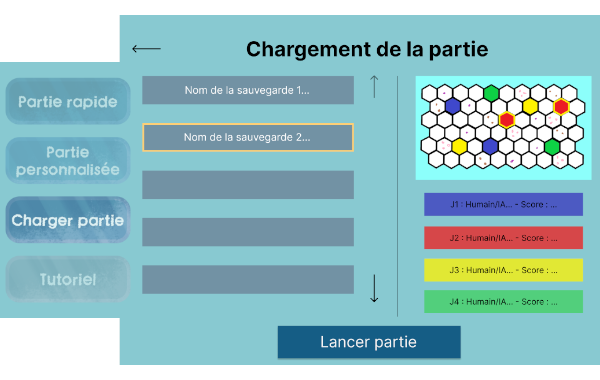 Chargement de la partie
Partie rapide
Partie
personnalisée
Charger partie
Tutoriel
Nom de la sauvegarde 1...
Nom de la sauvegarde 2...
J1 : Humain/IA... - Score : ...
J2 : Humain/IA... - Score : ...
J3 : Humain/IA... - Score : ...
J4 : Humain/IA... - Score : ...
Lancer partie